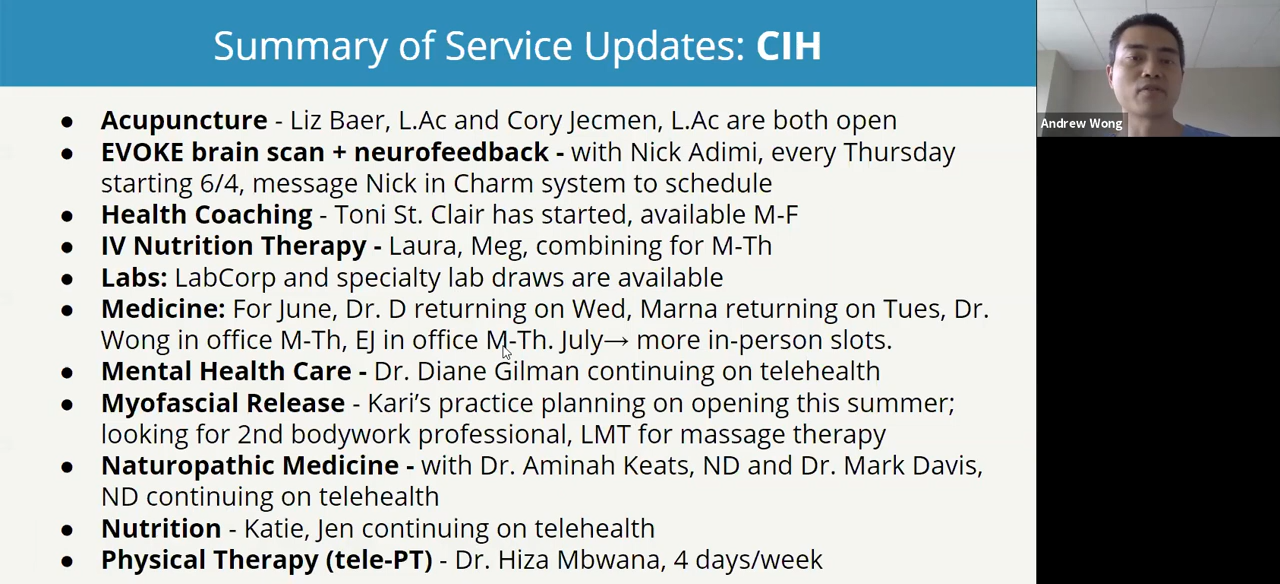 Summary of Service Updates: CIH
Andrew Wong
● Acupuncture - Liz Baer, L.Ac and Cory Jecmen, L.Ac are both open
● EVOKE brain scan + neurofeedback - with Nick Adimi, every Thursday
starting 6/4, message Nick in Charm system to schedule
● Health Coaching - Toni St. Clair has started, available M-F
● IV Nutrition Therapy - Laura, Meg, combining for M-Th
● Labs: LabCorp and specialty lab draws are available
● Medicine: For June, Dr. D returning on Wed, Marna returning on Tues, Dr.
Wong in office M-Th, EJ in office M-Th. July→ more in-person slots.
● Mental Health Care - Dr. Diane Gilman continuing on telehealth
● Myofascial Release - Kari’s practice planning on opening this summer;
looking for 2nd bodywork professional, LMT for massage therapy
● Naturopathic Medicine - with Dr. Aminah Keats, ND and Dr. Mark Davis,
ND continuing on telehealth
● Nutrition - Katie, Jen continuing on telehealth
● Physical Therapy (tele-PT) - Dr. Hiza Mbwana, 4 days/week